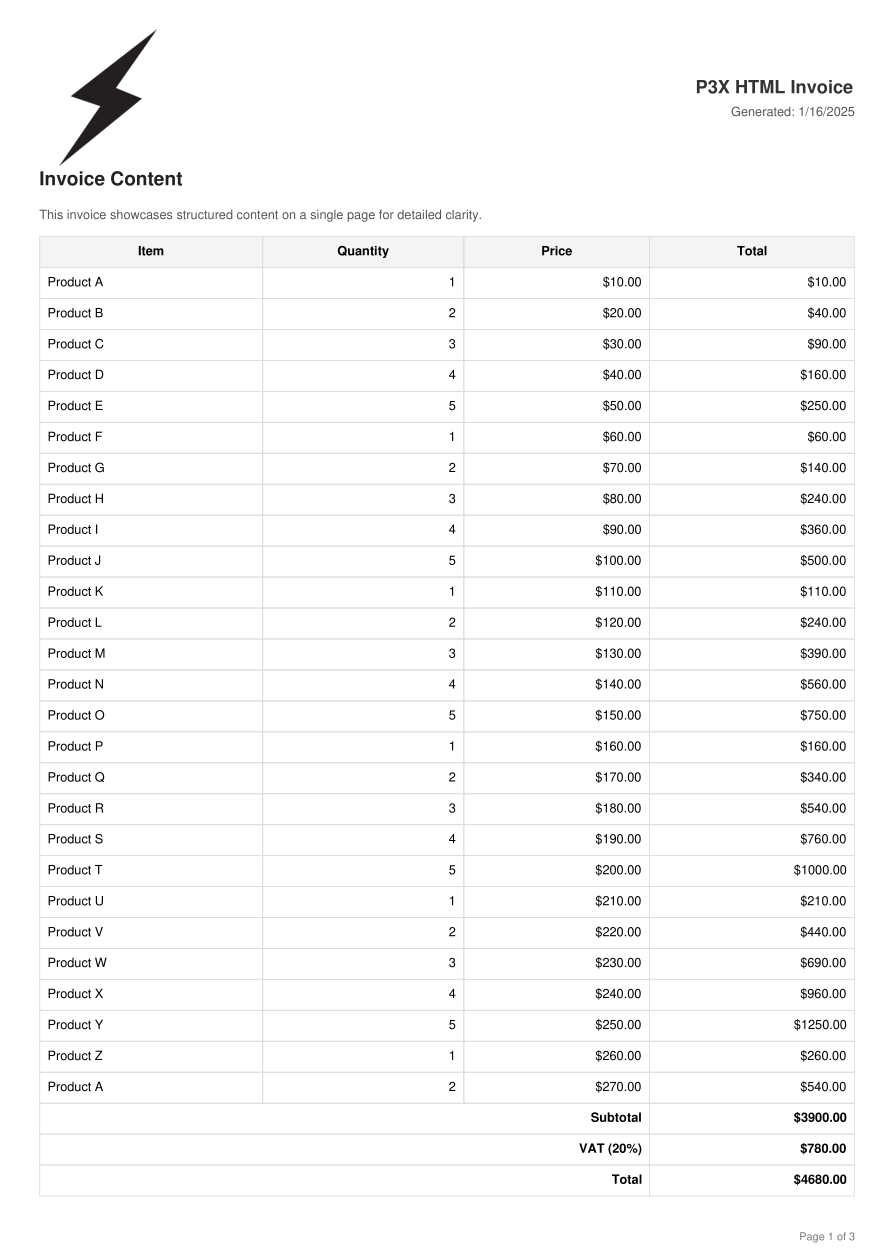 P3X HTML Invoice
Generated: 1/16/2025
Invoice Content
This invoice showcases structured content on a single page for detailed clarity.
Item Quantity Price Total
Product A 1 $10.00 $10.00
Product B 2 $20.00 $40.00
Product C 3 $30.00 $90.00
Product D 4 $40.00 $160.00
Product E 5 $50.00 $250.00
Product F 1 $60.00 $60.00
Product G 2 $70.00 $140.00
Product H 3 $80.00 $240.00
Product I 4 $90.00 $360.00
Product J 5 $100.00 $500.00
Product K 1 $110.00 $110.00
Product L 2 $120.00 $240.00
Product M 3 $130.00 $390.00
Product N 4 $140.00 $560.00
Product O 5 $150.00 $750.00
Product P 1 $160.00 $160.00
Product Q 2 $170.00 $340.00
Product R 3 $180.00 $540.00
Product S 4 $190.00 $760.00
Product T 5 $200.00 $1000.00
Product U 1 $210.00 $210.00
Product V 2 $220.00 $440.00
Product W 3 $230.00 $690.00
Product X 4 $240.00 $960.00
Product Y 5 $250.00 $1250.00
Product Z 1 $260.00 $260.00
Product A 2 $270.00 $540.00
Subtotal $3900.00
VAT (20%) $780.00
Total $4680.00
Page 1 of 3